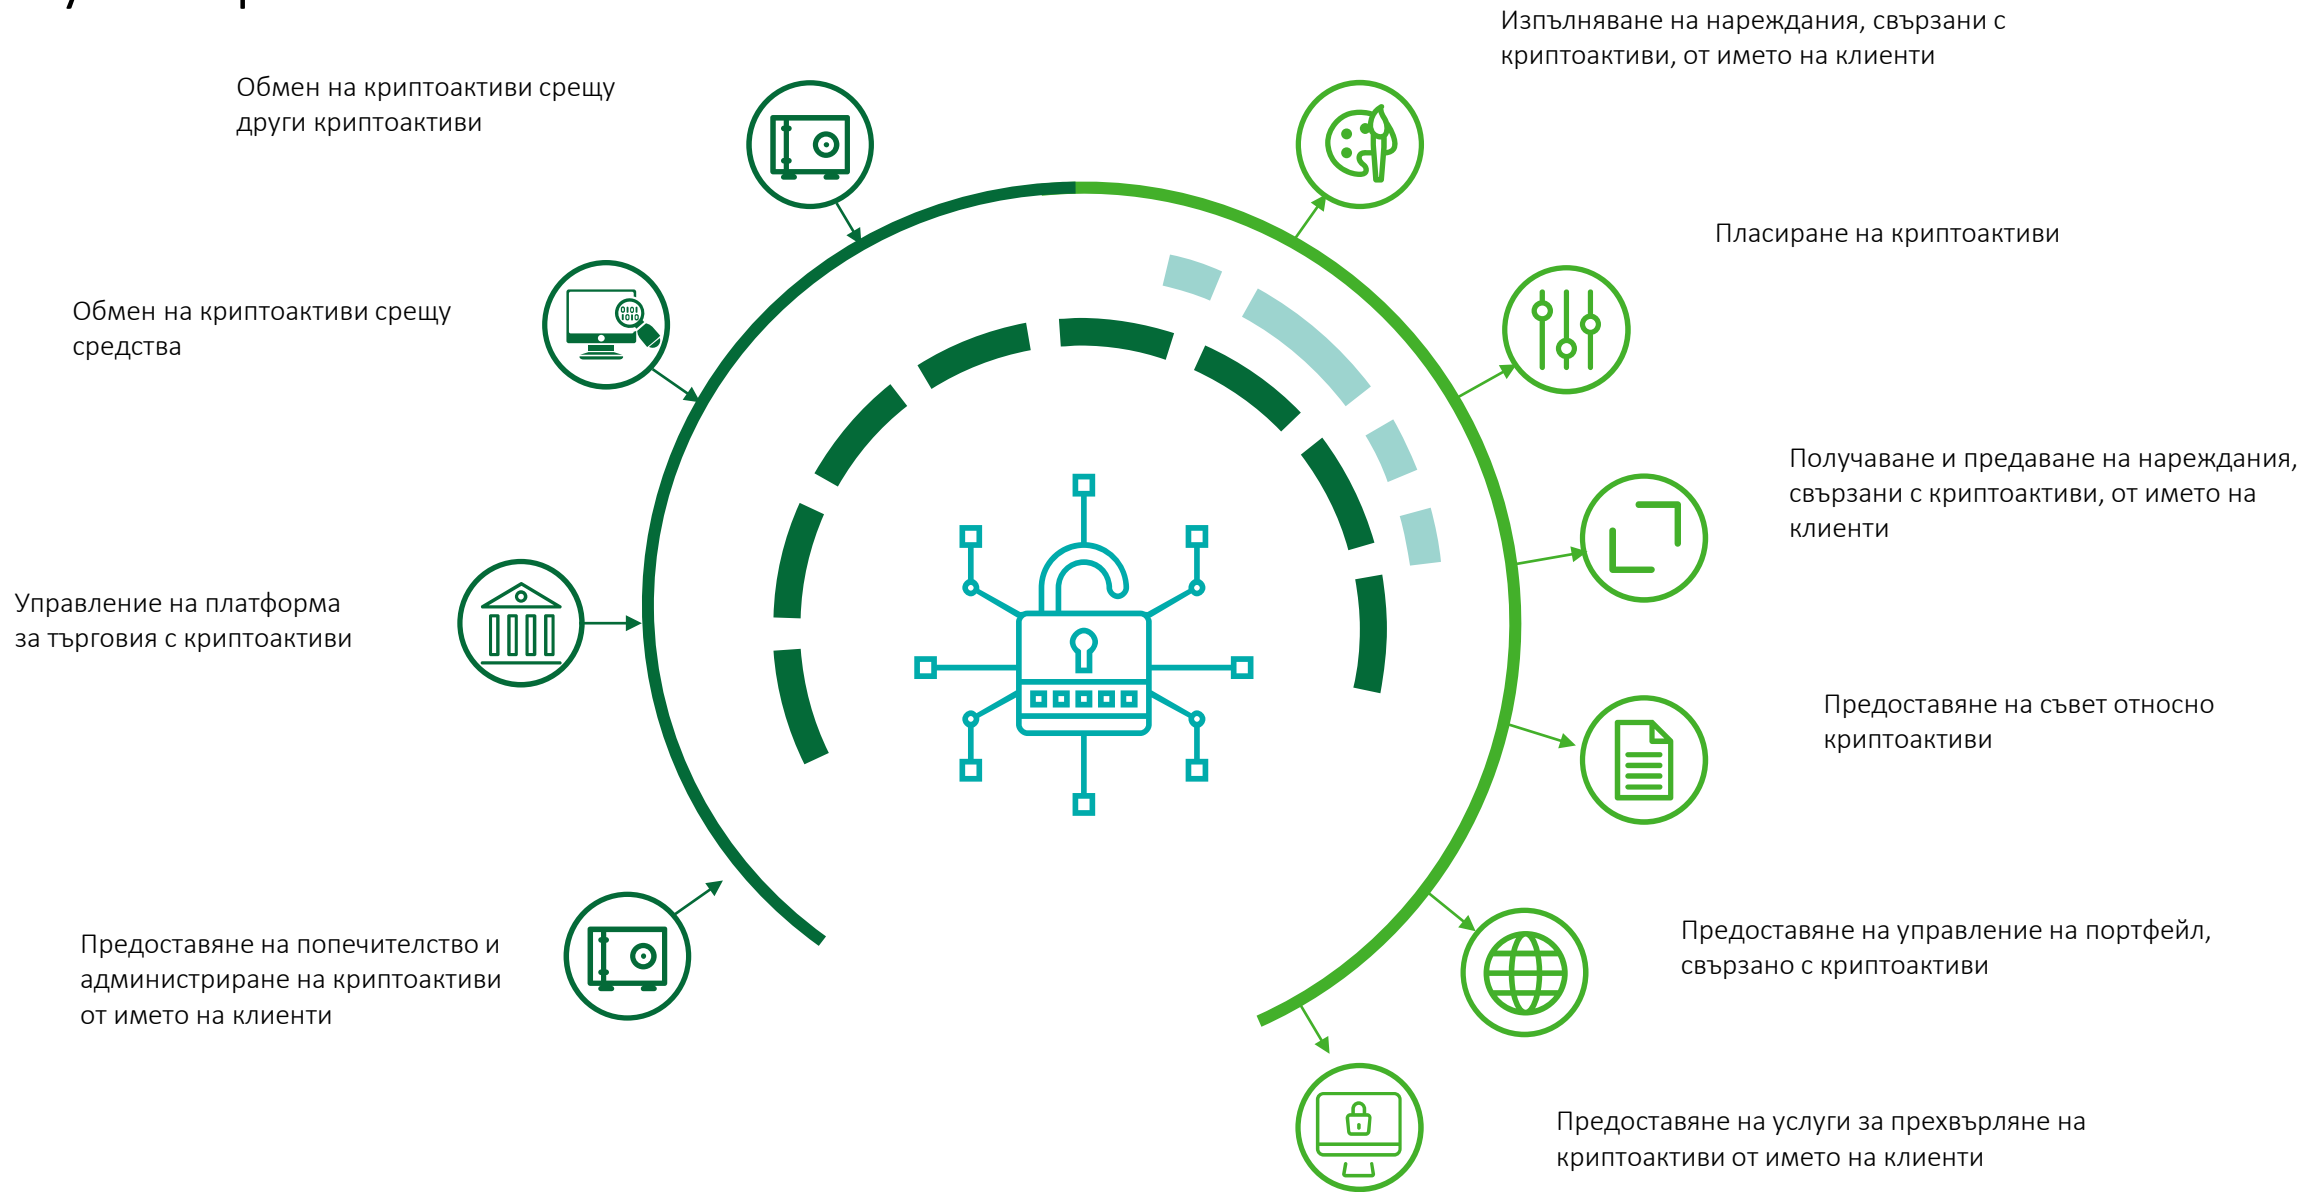 Обмен на криптоактиви срещу
други криптоактиви
Обмен на криптоактиви срещу
средства
Управление на платформа
за търговия с криптоактиви
Предоставяне на попечителство и
администриране на криптоактиви
от името на клиенти
Изпълняване на нареждания, свързани с
криптоактиви, от името на клиенти
Пласиране на криптоактиви
Получаване и предаване на нареждания,
свързани с криптоактиви, от името на
клиенти
Предоставяне на съвет относно
криптоактиви
Предоставяне на управление на портфейл,
свързано с криптоактиви
Предоставяне на услуги за прехвърляне на
криптоактиви от името на клиенти